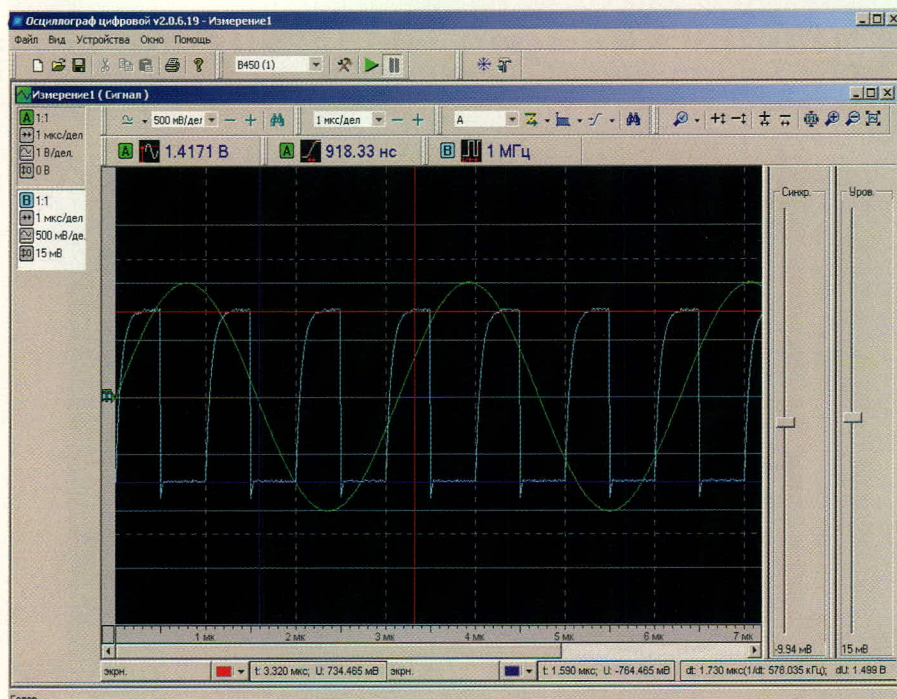 Осциллограф цифровой v2.0.6.19 - Измерение1
Файл Вид Устройства Окно Помощь
B450 (1)
Измерение1 ( Сигнал )
A 1:1
1 мкс/дел
1 В/дел.
0 В
B 1:1
1 мкс/дел
500 мВ/де.
15 мВ
500 мВ/дел 1 мкс/дел A
A 1.4171 В A 918.33 нс B 1 МГц
Синхр. Уров.
1 мк 2 мк 3 мк 4 мк 5 мк 6 мк 7 мк
-9.94 мВ 15 мВ
экрн. t: 3.320 мкс; U: 734.465 мВ экрн. t: 1.590 мкс; U: -764.465 мВ dt: 1.730 мкс(1/dt: 578.035 кГц); dU: 1.499 В